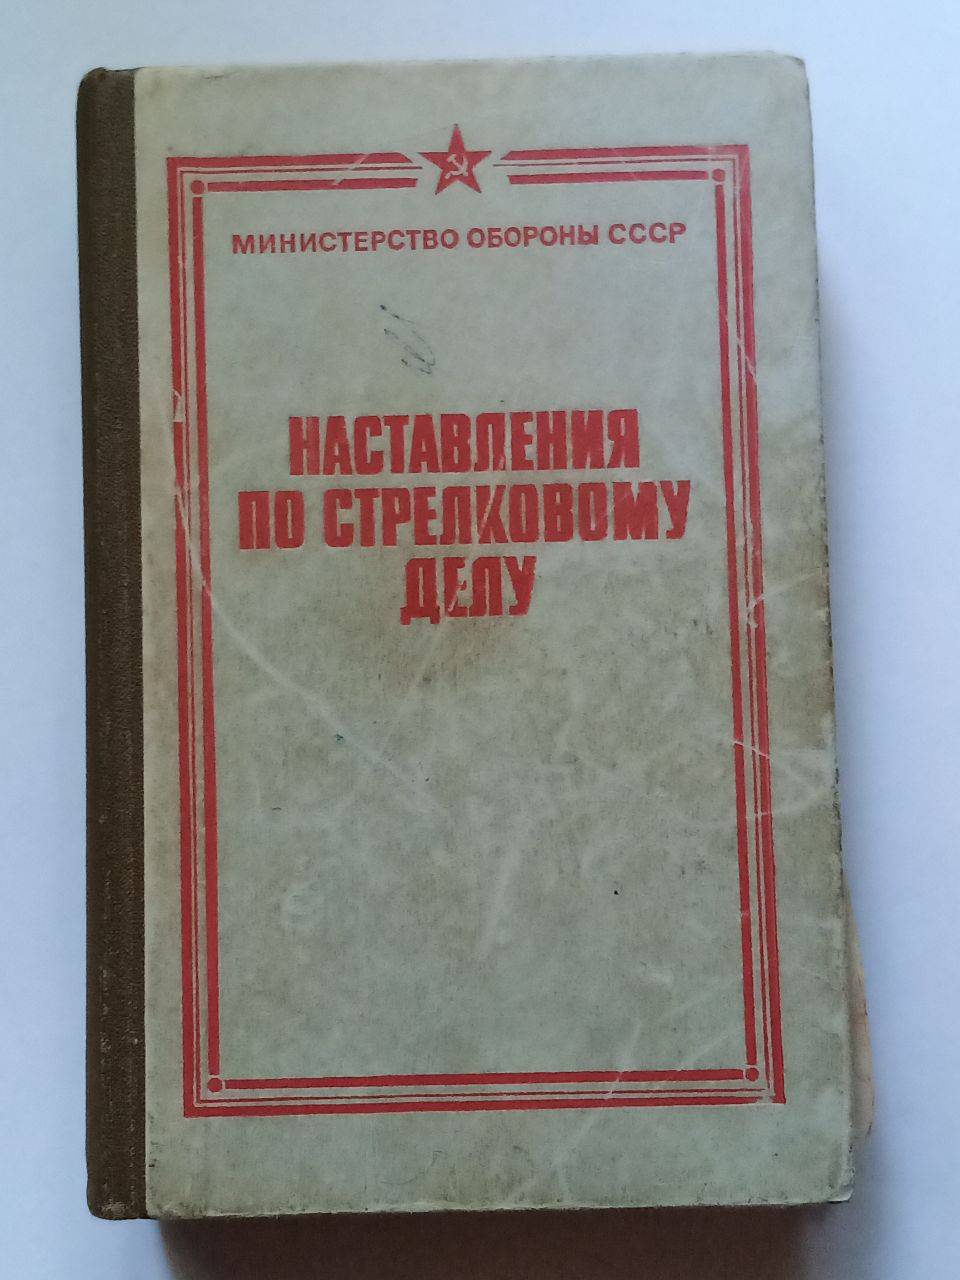 МИНИСТЕРСТВО ОБОРОНЫ СССР
НАСТАВЛЕНИЯ
ПО СТРЕЛКОВОМУ
ДЕЛУ